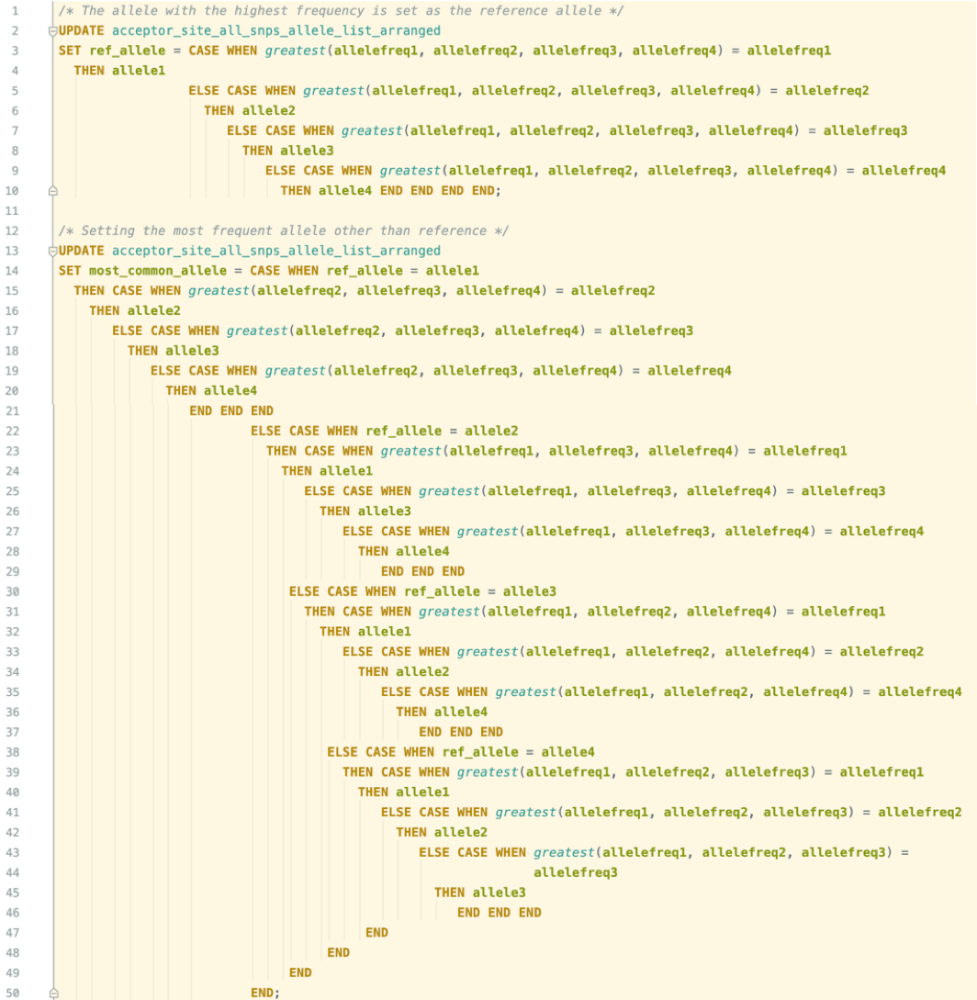 1 /* The allele with the highest frequency is set as the reference allele */
2 UPDATE acceptor_site_all_snps_allele_list_arranged
3 SET ref_allele = CASE WHEN greatest(allelefreq1, allelefreq2, allelefreq3, allelefreq4) = allelefreq1
4 THEN allele1
5 ELSE CASE WHEN greatest(allelefreq1, allelefreq2, allelefreq3, allelefreq4) = allelefreq2
6 THEN allele2
7 ELSE CASE WHEN greatest(allelefreq1, allelefreq2, allelefreq3, allelefreq4) = allelefreq3
8 THEN allele3
9 ELSE CASE WHEN greatest(allelefreq1, allelefreq2, allelefreq3, allelefreq4) = allelefreq4
10 THEN allele4 END END END END;
11
12 /* Setting the most frequent allele other than reference */
13 UPDATE acceptor_site_all_snps_allele_list_arranged
14 SET most_common_allele = CASE WHEN ref_allele = allele1
15 THEN CASE WHEN greatest(allelefreq2, allelefreq3, allelefreq4) = allelefreq2
16 THEN allele2
17 ELSE CASE WHEN greatest(allelefreq2, allelefreq3, allelefreq4) = allelefreq3
18 THEN allele3
19 ELSE CASE WHEN greatest(allelefreq2, allelefreq3, allelefreq4) = allelefreq4
20 THEN allele4
21 END END END
22 ELSE CASE WHEN ref_allele = allele2
23 THEN CASE WHEN greatest(allelefreq1, allelefreq3, allelefreq4) = allelefreq1
24 THEN allele1
25 ELSE CASE WHEN greatest(allelefreq1, allelefreq3, allelefreq4) = allelefreq3
26 THEN allele3
27 ELSE CASE WHEN greatest(allelefreq1, allelefreq3, allelefreq4) = allelefreq4
28 THEN allele4
29 END END END
30 ELSE CASE WHEN ref_allele = allele3
31 THEN CASE WHEN greatest(allelefreq1, allelefreq2, allelefreq4) = allelefreq1
32 THEN allele1
33 ELSE CASE WHEN greatest(allelefreq1, allelefreq2, allelefreq4) = allelefreq2
34 THEN allele2
35 ELSE CASE WHEN greatest(allelefreq1, allelefreq2, allelefreq4) = allelefreq4
36 THEN allele4
37 END END END
38 ELSE CASE WHEN ref_allele = allele4
39 THEN CASE WHEN greatest(allelefreq1, allelefreq2, allelefreq3) = allelefreq1
40 THEN allele1
41 ELSE CASE WHEN greatest(allelefreq1, allelefreq2, allelefreq3) = allelefreq2
42 THEN allele2
43 ELSE CASE WHEN greatest(allelefreq1, allelefreq2, allelefreq3) =
44 allelefreq3
45 THEN allele3
46 END END END
47 END
48 END
49 END
50 END;